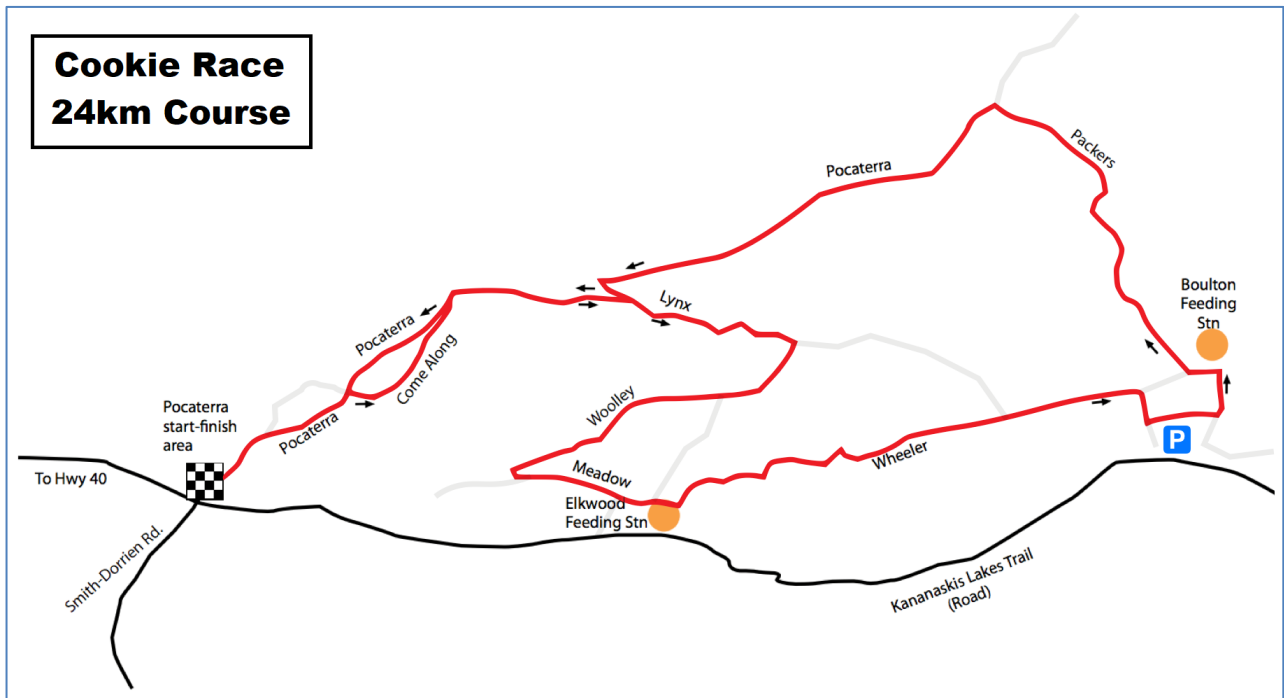 Cookie Race
24km Course
Packers
Pocaterra
Boulton
Feeding
Stn
Lynx
Pocaterra
Come Along
Woolley
Pocaterra
start-finish
area
Pocaterra
P
Wheeler
Meadow
To Hwy 40
Elkwood
Feeding Stn
Smith-Dorrien Rd.
Kananaskis Lakes Trail
(Road)